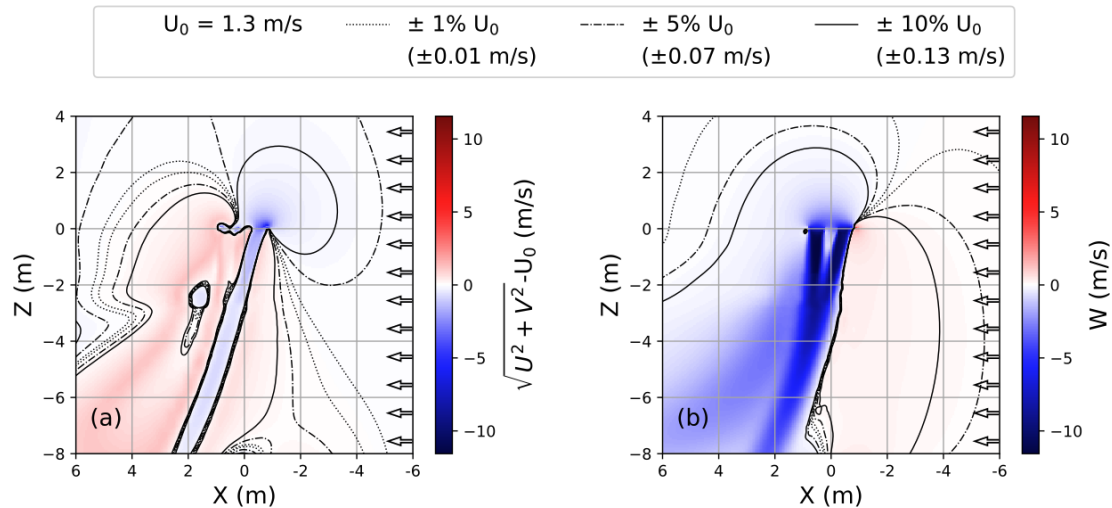 U₀ = 1.3 m/s ± 1% U₀ ± 5% U₀ ± 10% U₀
(±0.01 m/s) (±0.07 m/s) (±0.13 m/s)
4
2
0
−2
−4
−6
−8
6 4 2 0 -2 -4 -6
Z (m)
X (m)
(a)
10
5
0
−5
−10
√U² + V² -U₀ (m/s)
4
2
0
−2
−4
−6
−8
6 4 2 0 -2 -4 -6
Z (m)
X (m)
(b)
10
5
0
−5
−10
W (m/s)